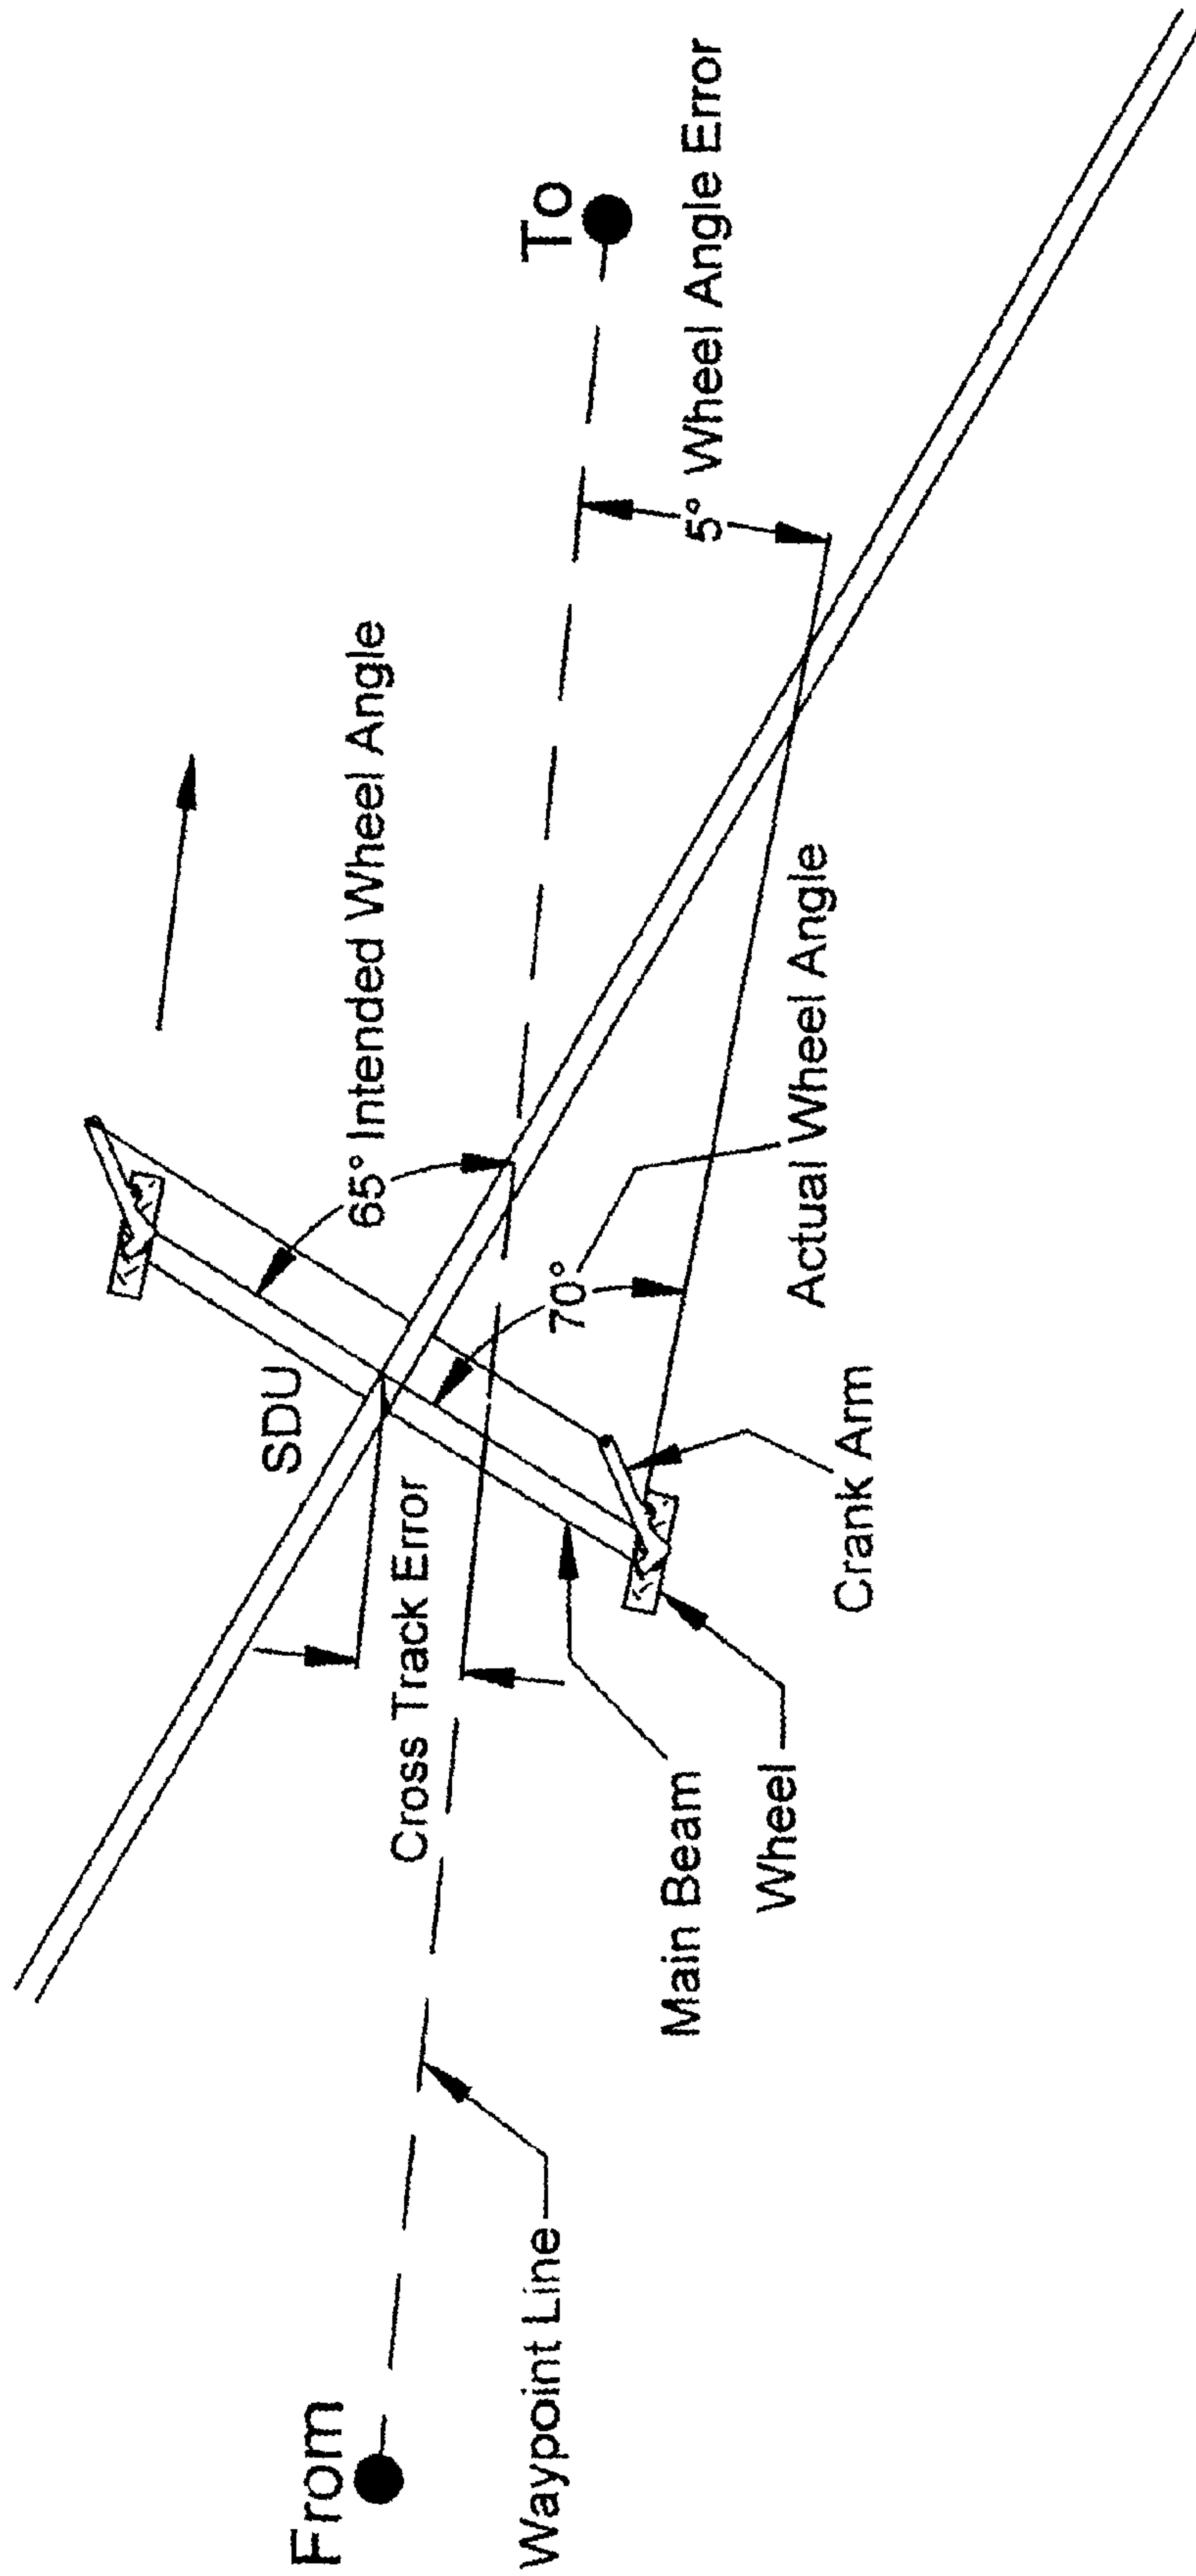 From
To
Waypoint Line
SDU
Cross Track Error
65° Intended Wheel Angle
70°
5° Wheel Angle Error
Actual Wheel Angle
Crank Arm
Main Beam
Wheel